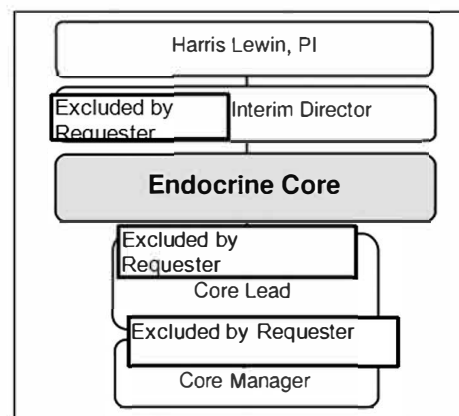 Harris Lewin, PI
Excluded by Requester Interim Director
Endocrine Core
Excluded by
Requester
Core Lead
Excluded by Requester
Core Manager